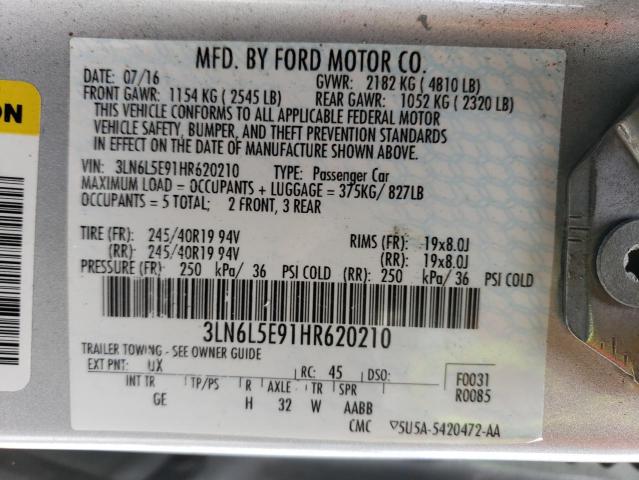 MFD. BY FORD MOTOR CO.
DATE: 07/16 GVWR: 2182 KG ( 4810 LB)
FRONT GAWR: 1154 KG ( 2545 LB) REAR GAWR: 1052 KG ( 2320 LB)
THIS VEHICLE CONFORMS TO ALL APPLICABLE FEDERAL MOTOR
VEHICLE SAFETY, BUMPER, AND THEFT PREVENTION STANDARDS
IN EFFECT ON THE DATE OF MANUFACTURE SHOWN ABOVE.
VIN: 3LN6L5E91HR620210 TYPE: Passenger Car
MAXIMUM LOAD = OCCUPANTS + LUGGAGE = 375KG/ 827LB
OCCUPANTS = 5 TOTAL; 2 FRONT, 3 REAR
TIRE (FR): 245/40R19 94V RIMS (FR): 19x8.0J
(RR): 245/40R19 94V (RR): 19x8.0J
PRESSURE (FR): 250 kPa/ 36 PSI COLD (RR): 250 kPa/ 36 PSI COLD
3LN6L5E91HR620210
TRAILER TOWING - SEE OWNER GUIDE
EXT PNT: UX RC: 45 DSO: F0031
INT TR TP/PS R AXLE TR SPR R0085
GE H 32 W AABB
CMC 5U5A-5420472-AA
ON